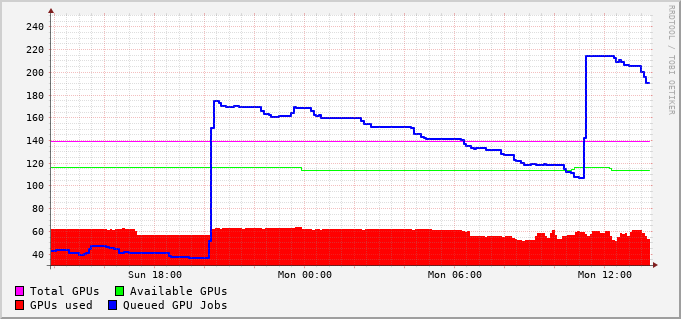 RRDTOOL / TOBI OETIKER
240
220
200
180
160
140
120
100
80
60
40
Sun 18:00 Mon 00:00 Mon 06:00 Mon 12:00
Total GPUs Available GPUs
GPUs used Queued GPU Jobs